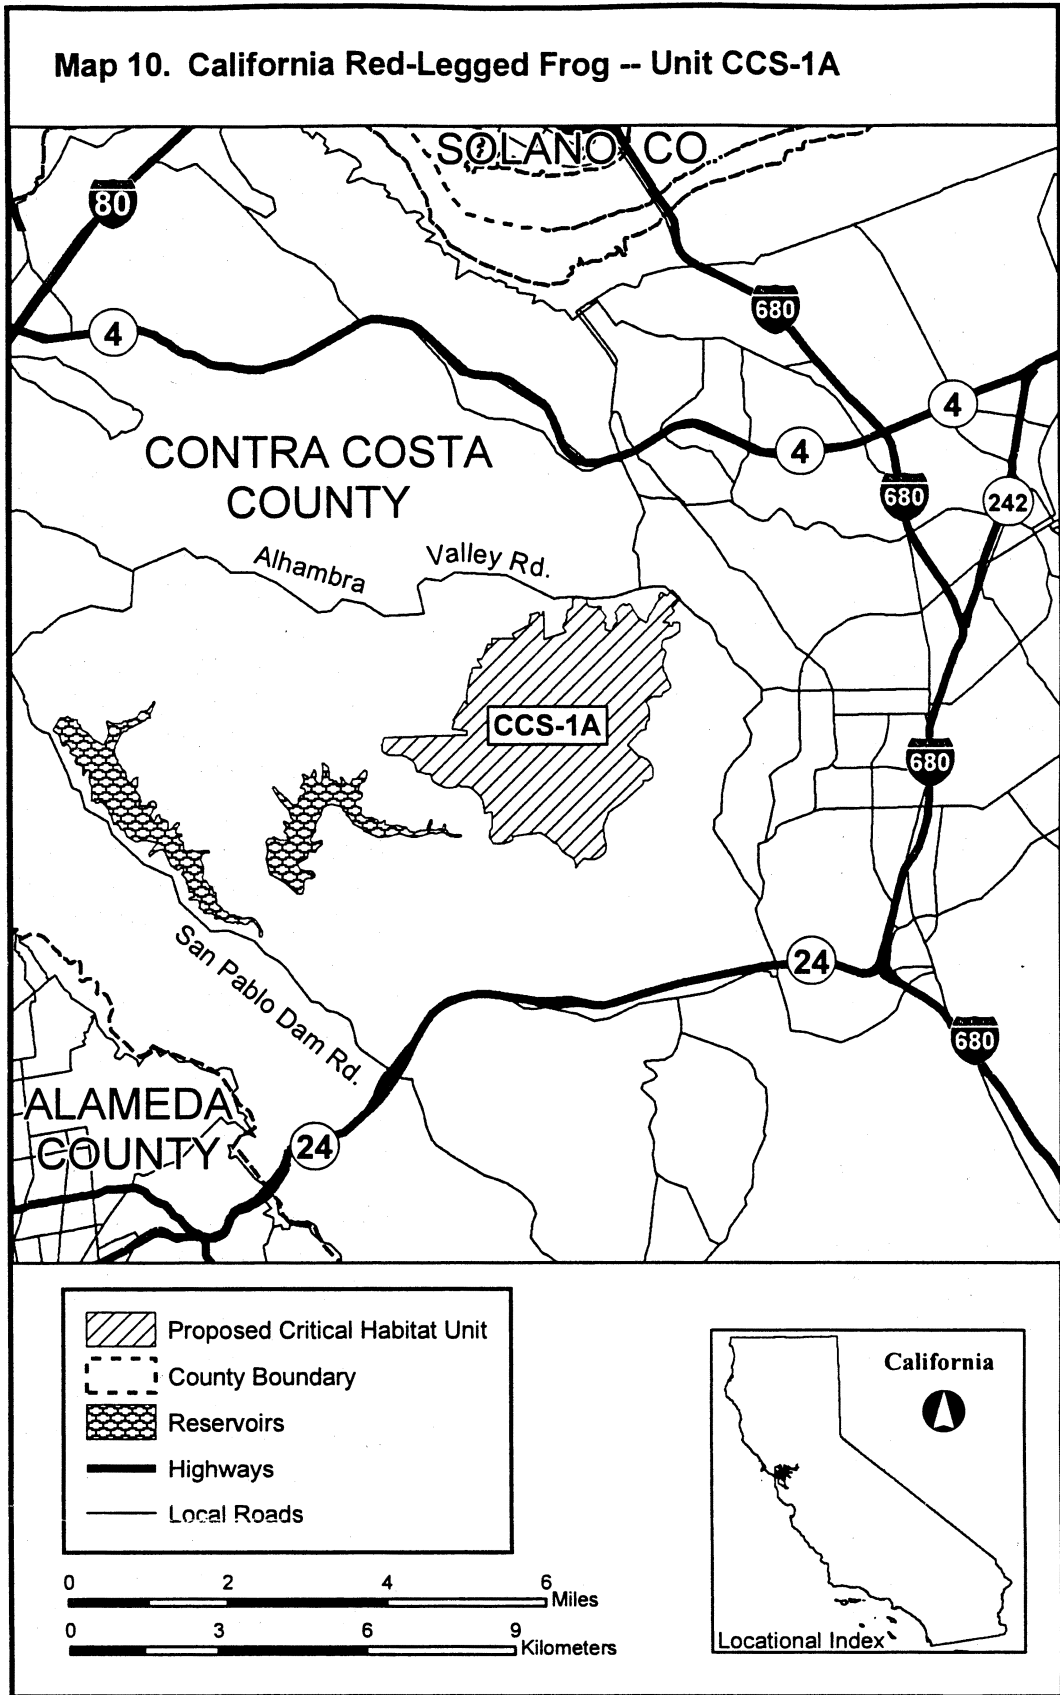 Map 10. California Red-Legged Frog -- Unit CCS-1A
SOLANO CO
80
680
4
4
4
CONTRA COSTA
COUNTY
680
242
Alhambra Valley Rd.
CCS-1A
680
San Pablo Dam Rd.
24
680
ALAMEDA
COUNTY
24
Proposed Critical Habitat Unit
County Boundary
Reservoirs
Highways
Local Roads
California
Locational Index
0 2 4 6
Miles
0 3 6 9
Kilometers